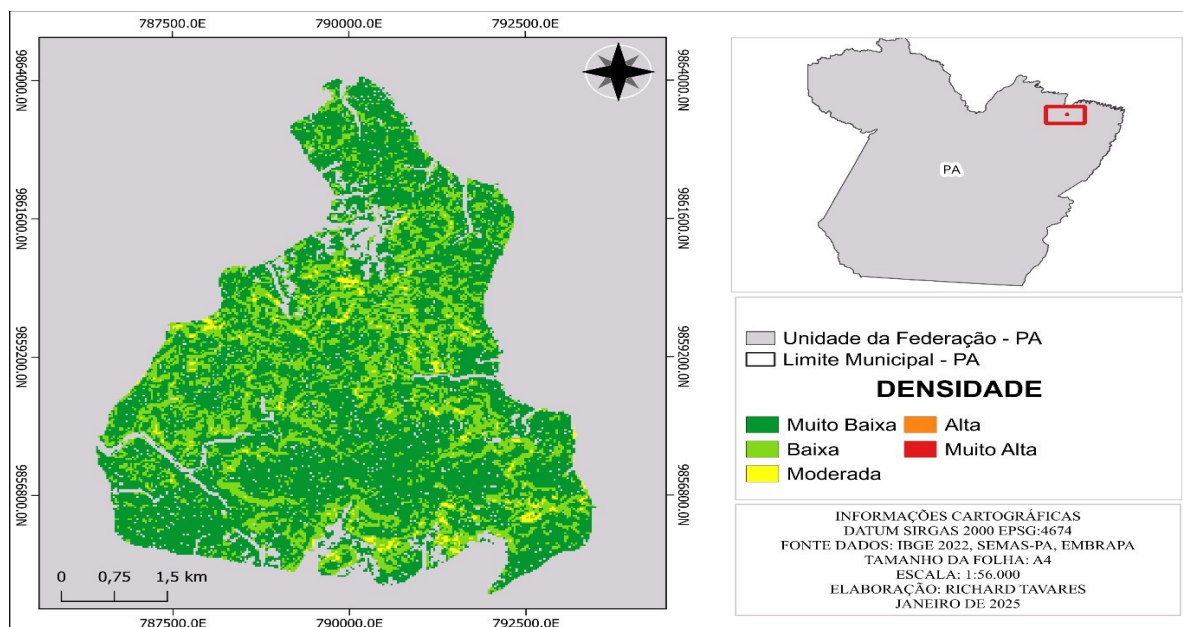 787500.0E 790000.0E 792500.0E
9864000.0N 9864000.0N
9861600.0N 9861600.0N
9859200.0N 9859200.0N
9856800.0N 9856800.0N
0 0,75 1,5 km
787500.0E 790000.0E 792500.0E
PA
Unidade da Federação - PA
Limite Municipal - PA
DENSIDADE
Muito Baixa Alta
Baixa Muito Alta
Moderada
INFORMAÇÕES CARTOGRÁFICAS
DATUM SIRGAS 2000 EPSG:4674
FONTE DADOS: IBGE 2022, SEMAS-PA, EMBRAPA
TAMANHO DA FOLHA: A4
ESCALA: 1:56.000
ELABORAÇÃO: RICHARD TAVARES
JANEIRO DE 2025